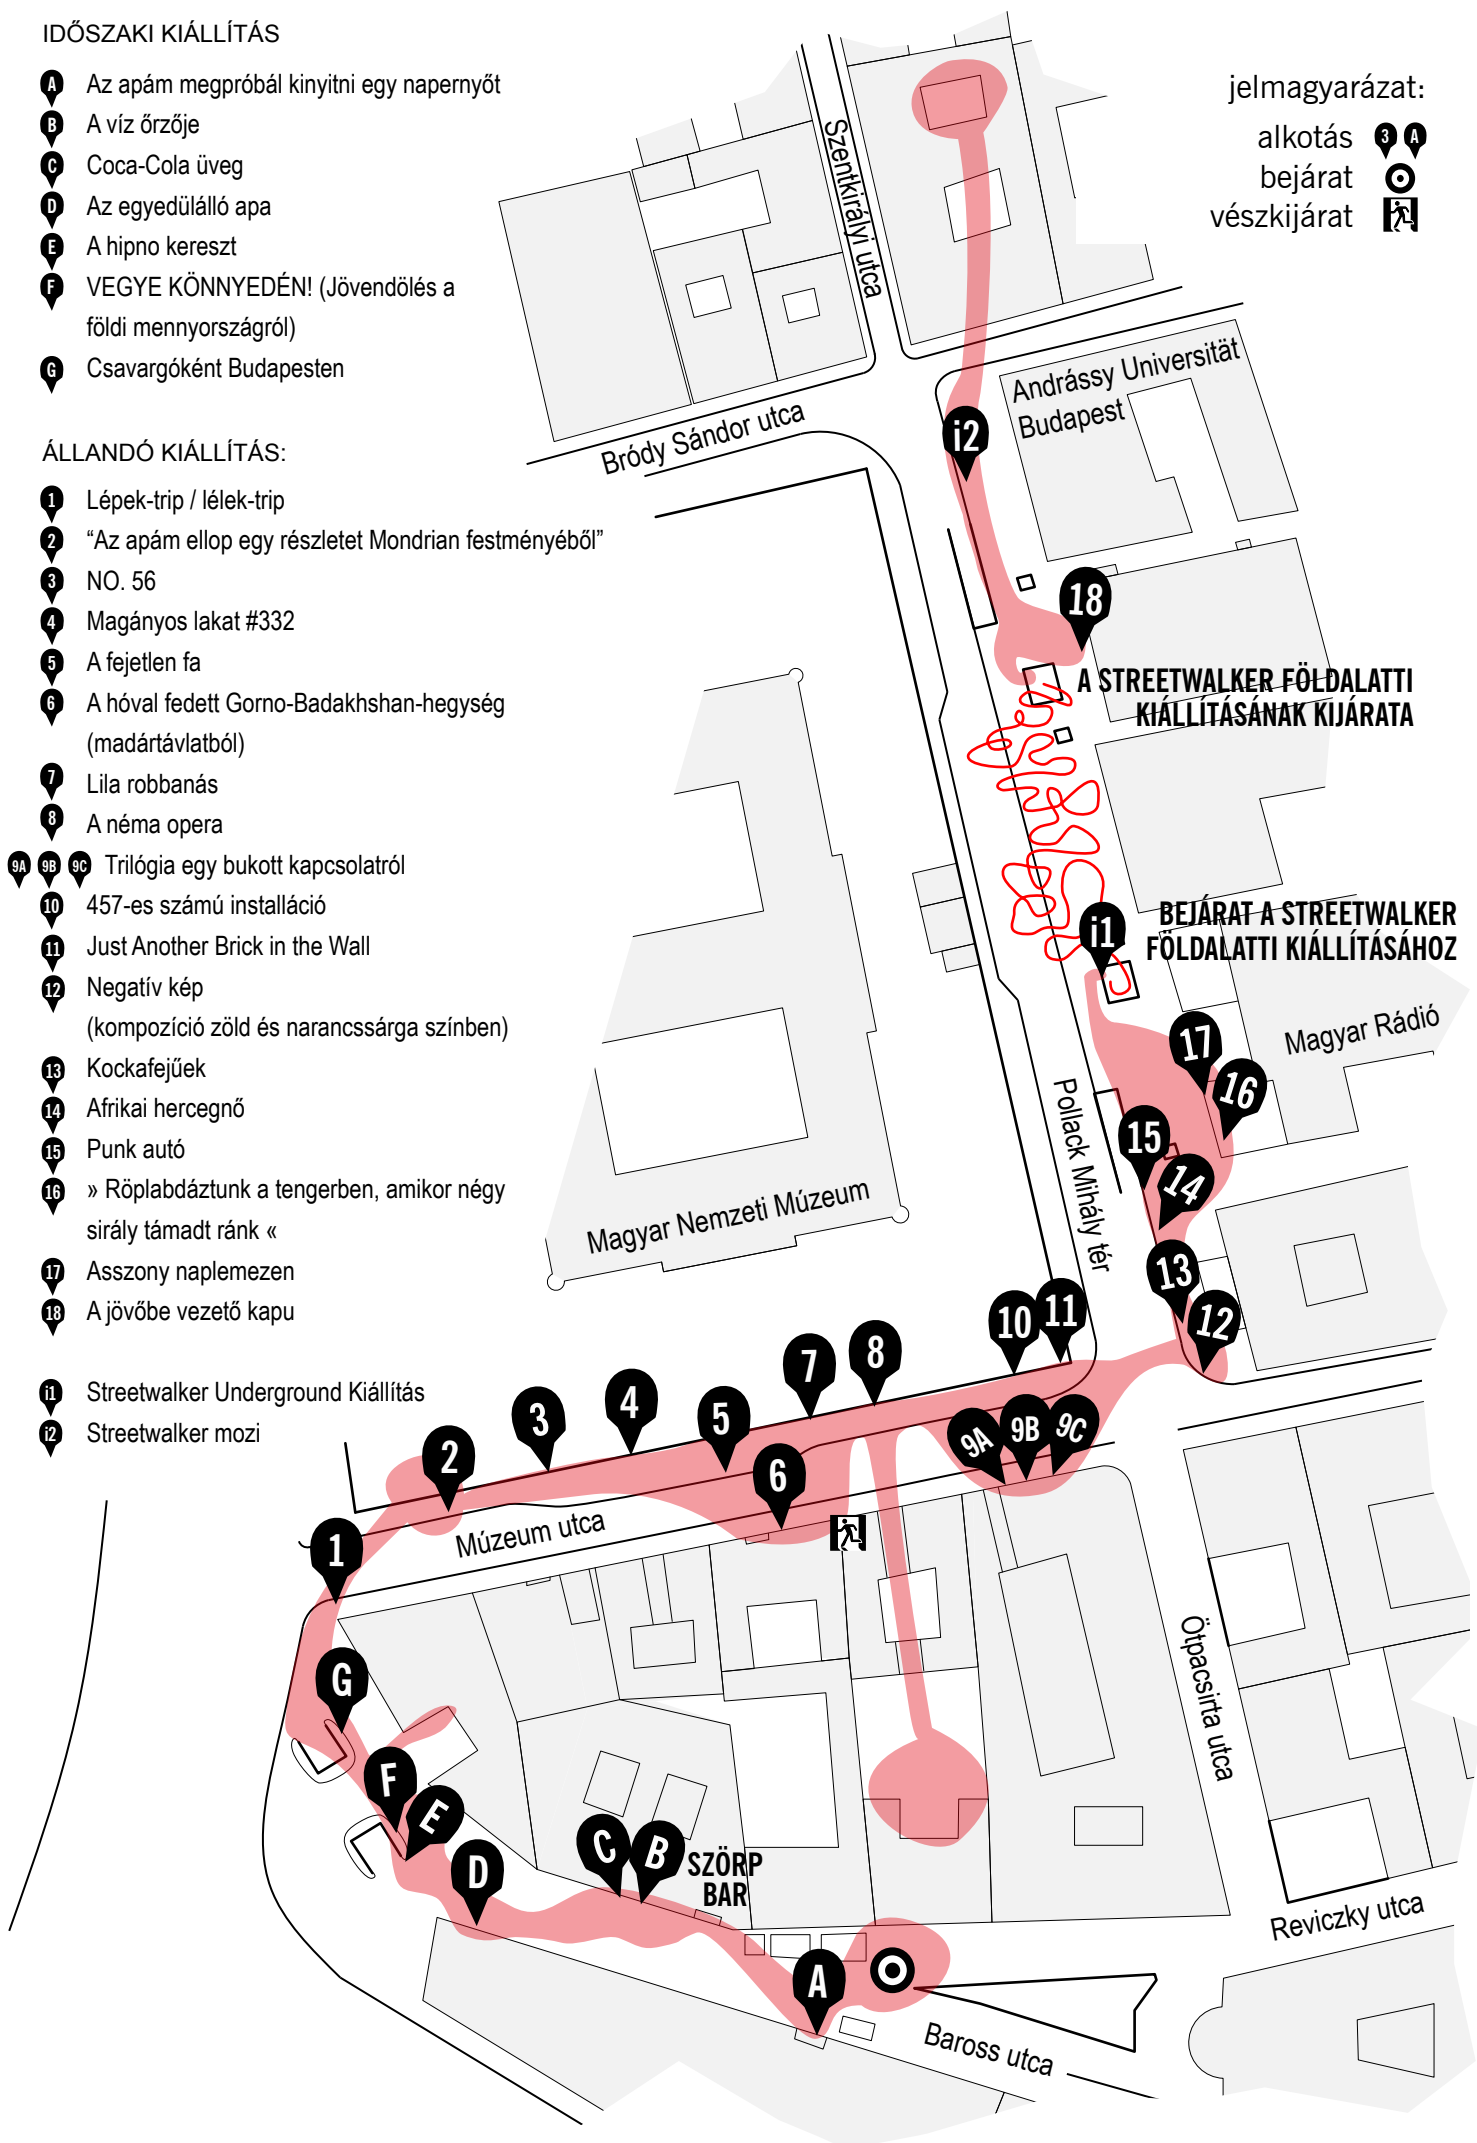 IDŐSZAKI KIÁLLÍTÁS
A Az apám megpróbál kinyitni egy napernyőt
B A víz őrzője
C Coca-Cola üveg
D Az egyedülálló apa
E A hipno kereszt
F VEGYE KÖNNYEDÉN! (Jövendölés a
földi mennyországról)
G Csavargóként Budapesten
ÁLLANDÓ KIÁLLÍTÁS:
1 Lépek-trip / lélek-trip
2 “Az apám ellop egy részletet Mondrian festményéből”
3 NO. 56
4 Magányos lakat #332
5 A fejetlen fa
6 A hóval fedett Gorno-Badakhshan-hegység
(madártávlatból)
7 Lila robbanás
8 A néma opera
9A 9B 9C Trilógia egy bukott kapcsolatról
10 457-es számú installáció
11 Just Another Brick in the Wall
12 Negatív kép
(kompozíció zöld és narancssárga színben)
13 Kockafejűek
14 Afrikai hercegnő
15 Punk autó
16 » Röplabdáztunk a tengerben, amikor négy
sirály támadt ránk «
17 Asszony naplemezen
18 A jövőbe vezető kapu
i1 Streetwalker Underground Kiállítás
i2 Streetwalker mozi
jelmagyarázat:
alkotás 3 A
bejárat
vészkijárat
Szentkirályi utca
Andrássy Universität
Budapest
Bródy Sándor utca
i2
18
A STREETWALKER FÖLDALATTI
KIÁLLÍTÁSÁNAK KIJÁRATA
i1
BEJÁRAT A STREETWALKER
FÖLDALATTI KIÁLLÍTÁSÁHOZ
Magyar Rádió
17
16
15
14
Pollack Mihály tér
Magyar Nemzeti Múzeum
13
12
11
10
8
7
9A
9B
9C
5
4
3
6
2
Múzeum utca
1
Ötpacsirta utca
G
F
E
D
C
B
SZÖRP
BAR
A
Reviczky utca
Baross utca